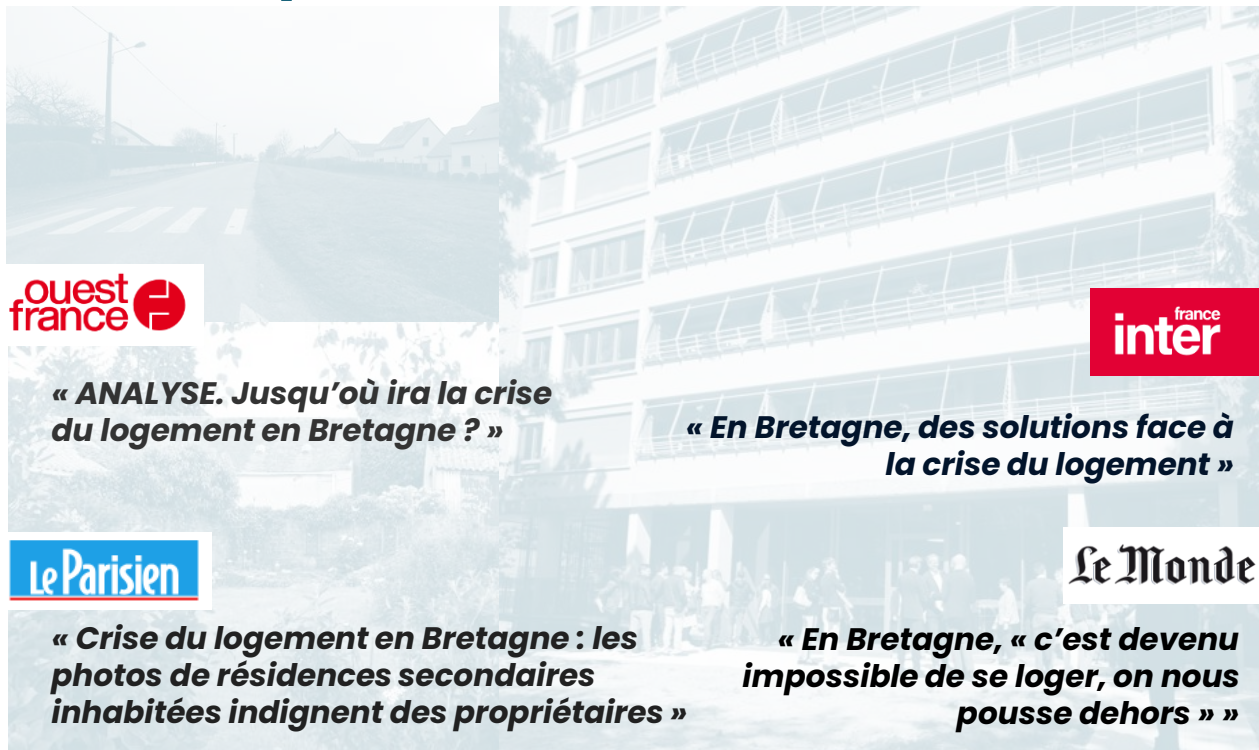 ouest
france
« ANALYSE. Jusqu’où ira la crise
du logement en Bretagne ? »
france
inter
« En Bretagne, des solutions face à
la crise du logement »
Le Parisien
« Crise du logement en Bretagne : les
photos de résidences secondaires
inhabitées indignent des propriétaires »
Le Monde
« En Bretagne, « c’est devenu
impossible de se loger, on nous
pousse dehors » »